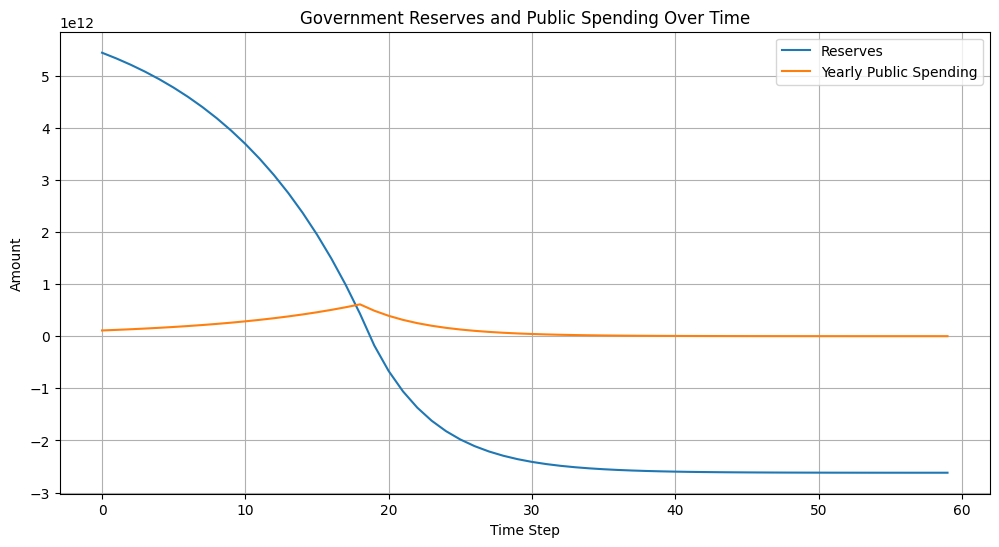 Government Reserves and Public Spending Over Time
1e12
Reserves
Yearly Public Spending
5
4
3
2
1
0
−1
−2
−3
Amount
0 10 20 30 40 50 60
Time Step